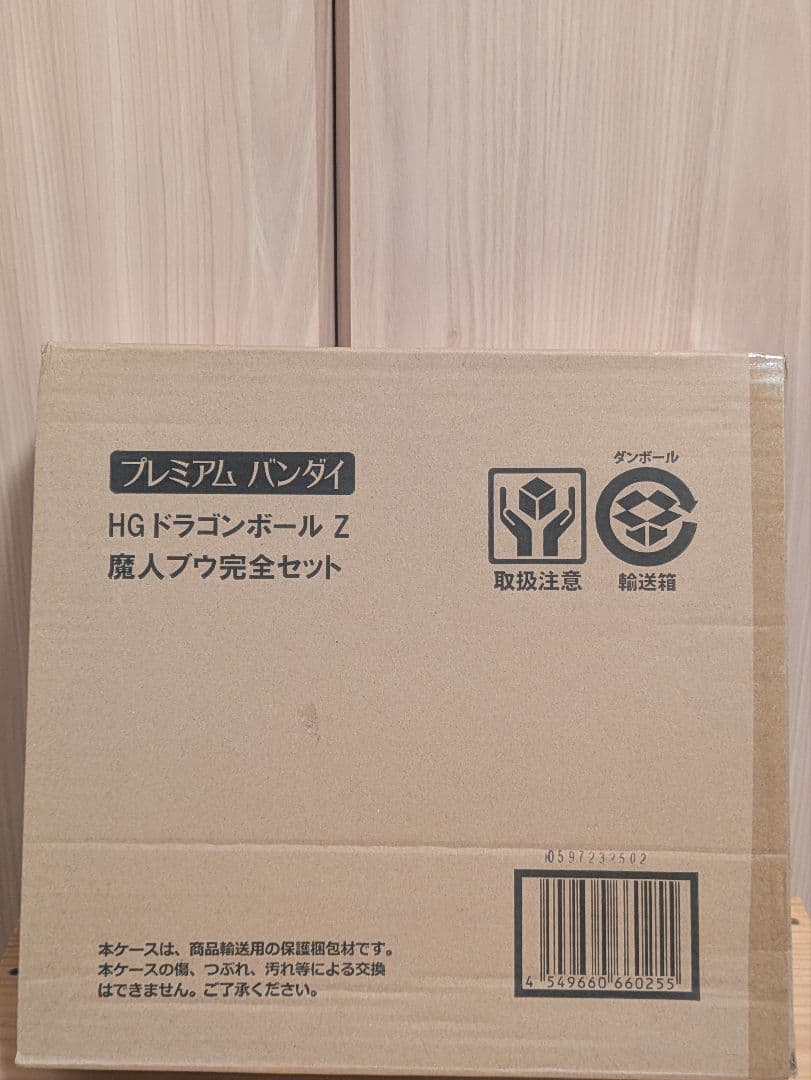 プレミアム バンダイ
HGドラゴンボール Z
魔人ブウ完全セット
取扱注意
ダンボール
輸送箱
0597232502
4 549660 660255
本ケースは、商品輸送用の保護梱包材です。
本ケースの傷、つぶれ、汚れ等による交換
はできません。ご了承ください。